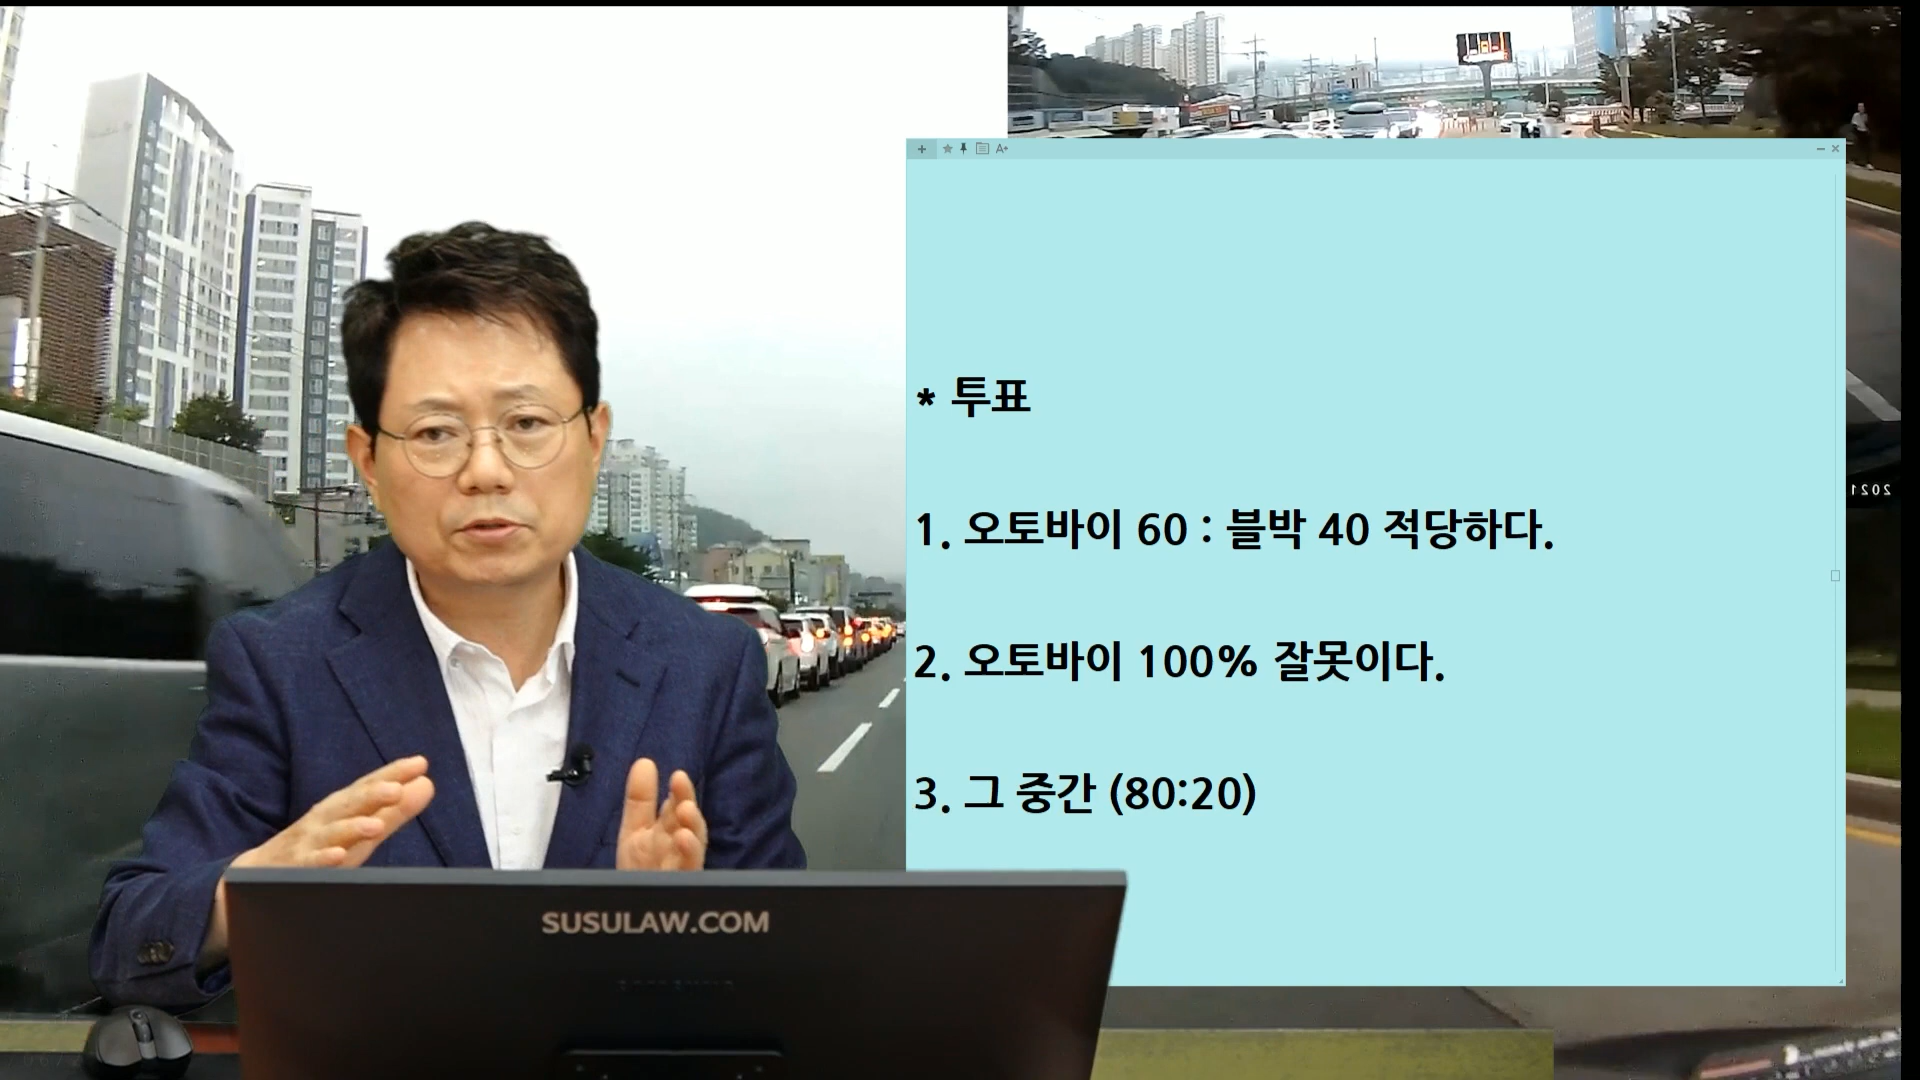 * 투표
1. 오토바이 60 : 블박 40 적당하다.
2. 오토바이 100% 잘못이다.
3. 그 중간 (80:20)
SUSULAW.COM
2021